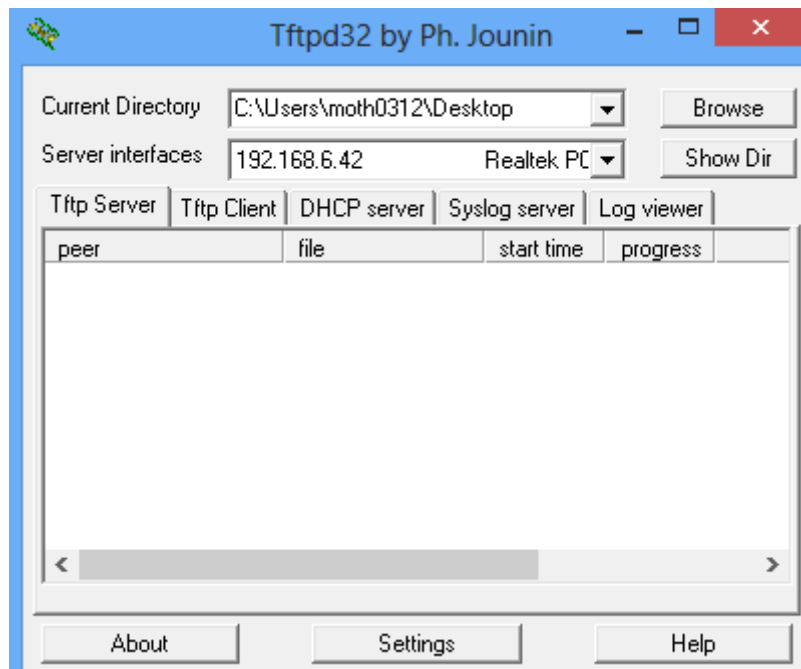 Tftpd32 by Ph. Jounin
Current Directory C:\Users\moth0312\Desktop Browse
Server interfaces 192.168.6.42 Realtek PC Show Dir
Tftp Server Tftp Client DHCP server Syslog server Log viewer
peer file start time progress
About Settings Help